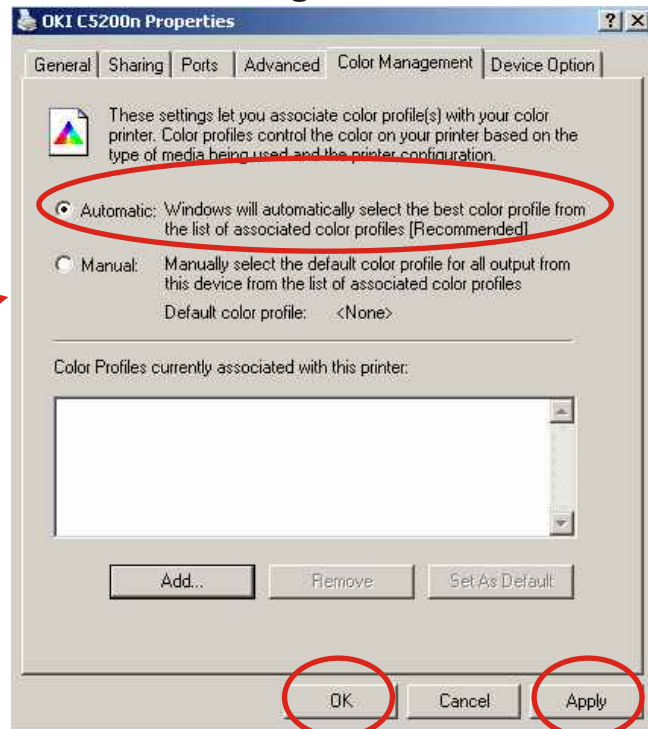 OKI C5200n Properties
General Sharing Ports Advanced Color Management Device Option
These settings let you associate color profile(s) with your color
printer. Color profiles control the color on your printer based on the
type of media being used and the printer configuration.
Automatic: Windows will automatically select the best color profile from
the list of associated color profiles [Recommended]
Manual: Manually select the default color profile for all output from
this device from the list of associated color profiles
Default color profile: <None>
Color Profiles currently associated with this printer:
Add... Remove Set As Default
OK Cancel Apply